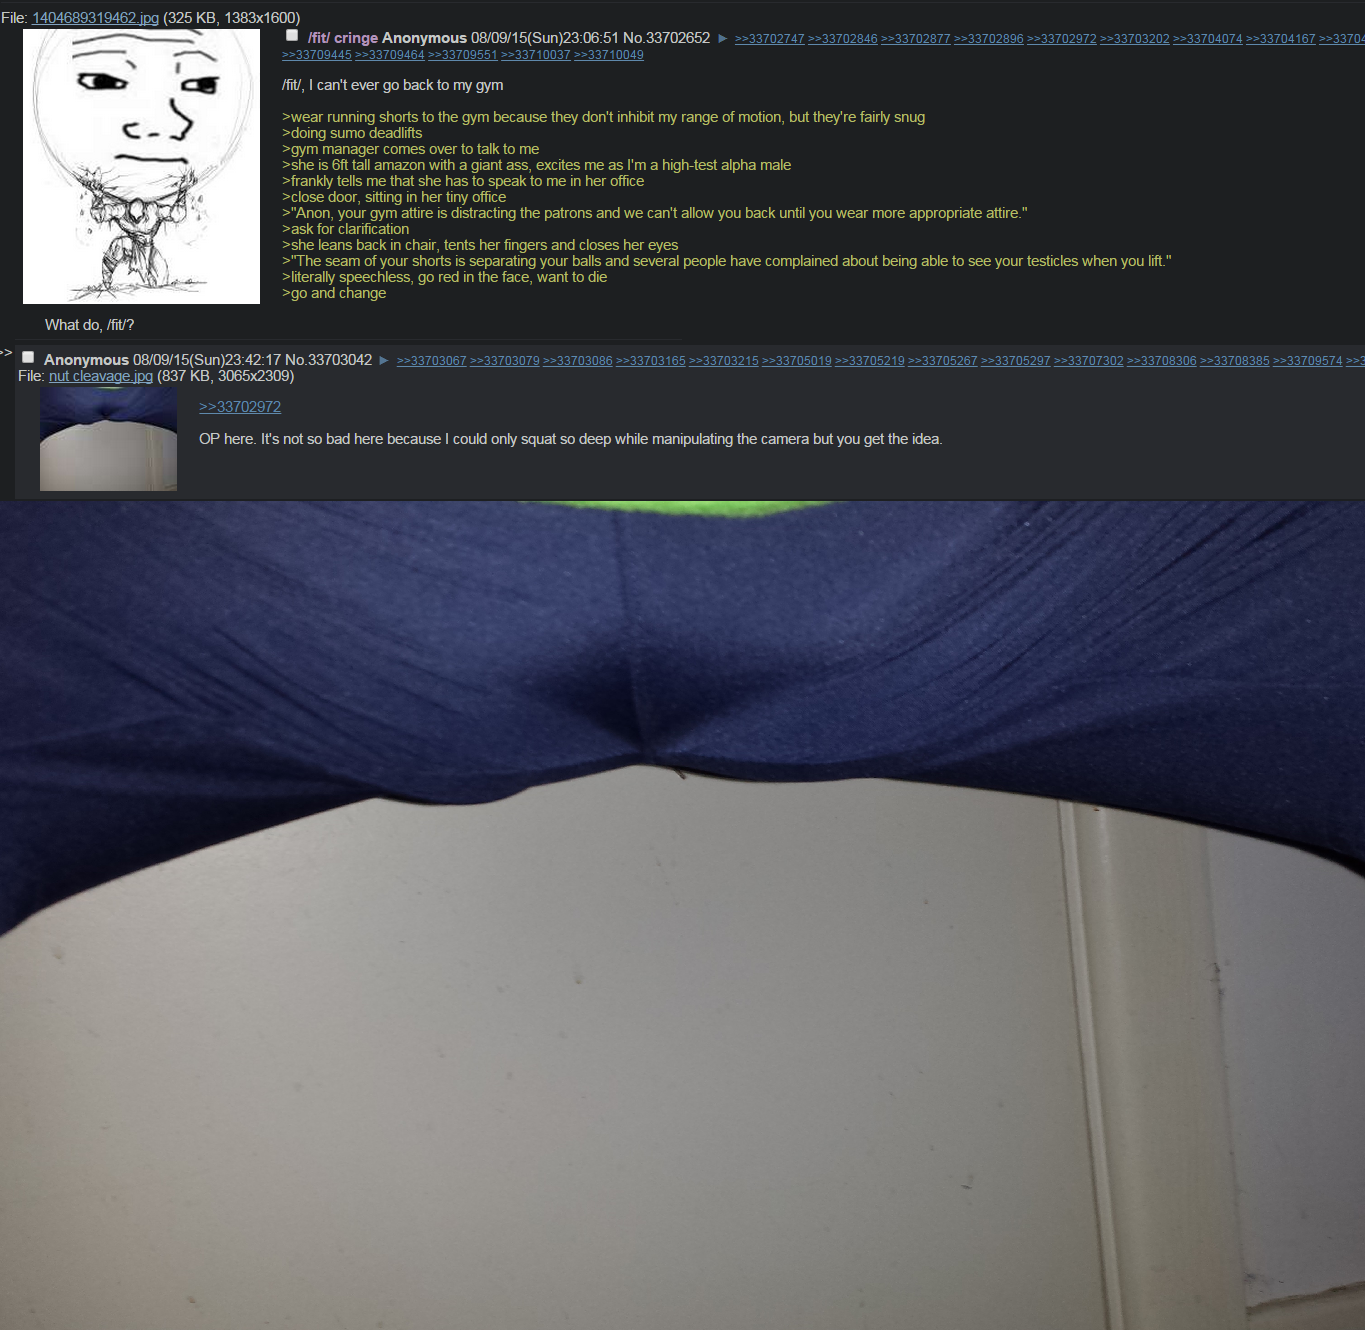 File: 1404689319462.jpg (325 KB, 1383x1600)
/fit/ cringe Anonymous 08/09/15(Sun)23:06:51 No.33702652 ► >>33702747 >>33702846 >>33702877 >>33702896 >>33702972 >>33703202 >>33704074 >>33704167 >>33704
>>33709445 >>33709464 >>33709551 >>33710037 >>33710049
/fit/, I can't ever go back to my gym
>wear running shorts to the gym because they don't inhibit my range of motion, but they're fairly snug
>doing sumo deadlifts
>gym manager comes over to talk to me
>she is 6ft tall amazon with a giant ass, excites me as I'm a high-test alpha male
>frankly tells me that she has to speak to me in her office
>close door, sitting in her tiny office
>"Anon, your gym attire is distracting the patrons and we can't allow you back until you wear more appropriate attire."
>ask for clarification
>she leans back in chair, tents her fingers and closes her eyes
>"The seam of your shorts is separating your balls and several people have complained about being able to see your testicles when you lift."
>literally speechless, go red in the face, want to die
>go and change
What do, /fit/?
>> Anonymous 08/09/15(Sun)23:42:17 No.33703042 ► >>33703067 >>33703079 >>33703086 >>33703165 >>33703215 >>33705019 >>33705219 >>33705267 >>33705297 >>33707302 >>33708306 >>33708385 >>33709574 >>3
File: nut cleavage.jpg (837 KB, 3065x2309)
>>33702972
OP here. It's not so bad here because I could only squat so deep while manipulating the camera but you get the idea.